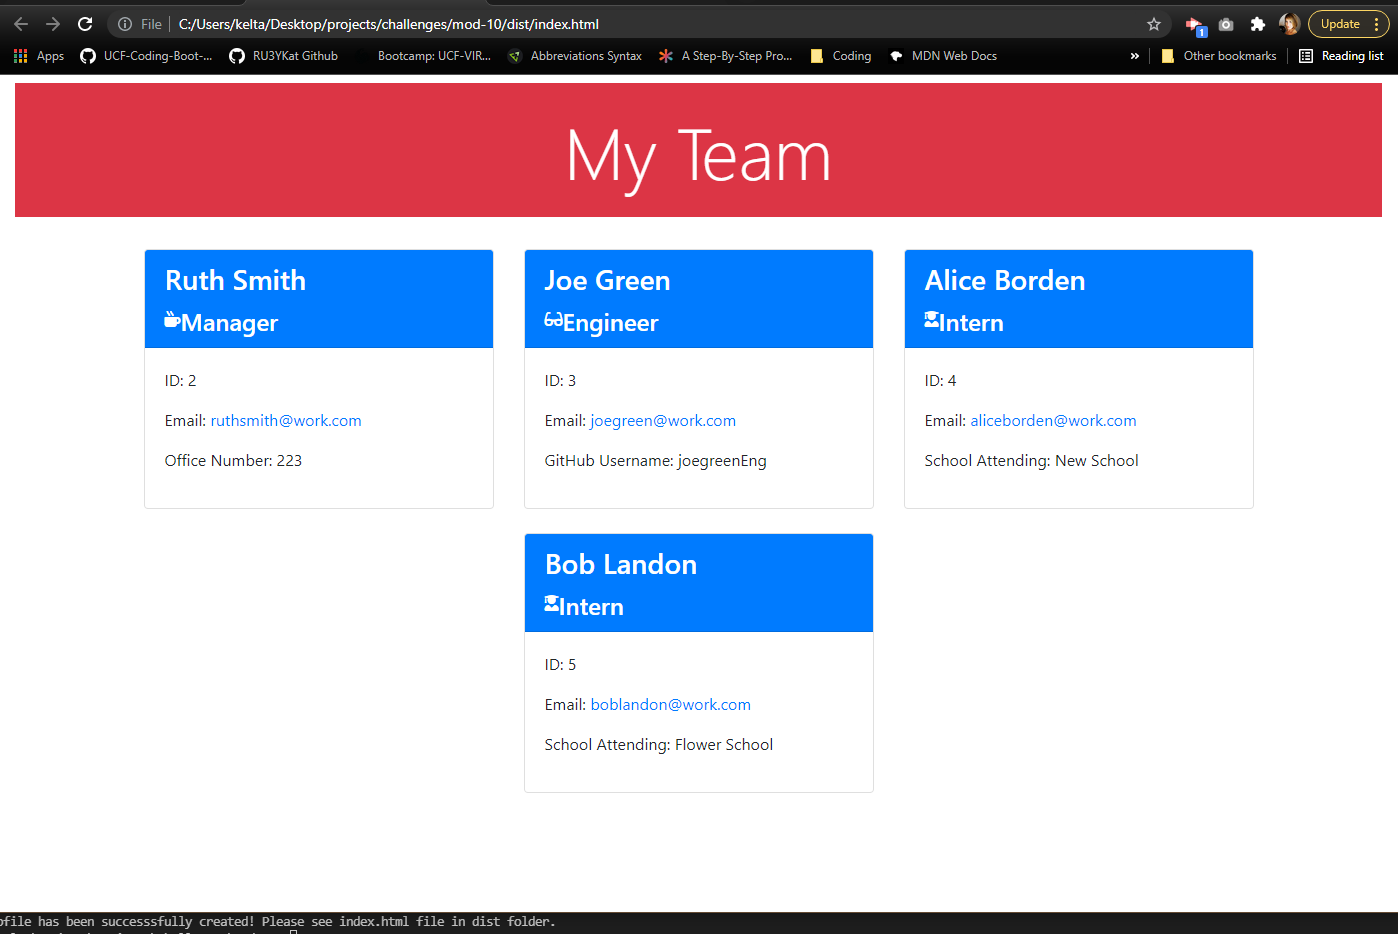 File C:/Users/kelta/Desktop/projects/challenges/mod-10/dist/index.html
1
Update
Apps UCF-Coding-Boot-... RU3YKat Github Bootcamp: UCF-VIR... Abbreviations Syntax A Step-By-Step Pro... Coding MDN Web Docs » Other bookmarks Reading list
My Team
Ruth Smith
Manager
ID: 2
Email: ruthsmith@work.com
Office Number: 223
Joe Green
Engineer
ID: 3
Email: joegreen@work.com
GitHub Username: joegreenEng
Alice Borden
Intern
ID: 4
Email: aliceborden@work.com
School Attending: New School
Bob Landon
Intern
ID: 5
Email: boblandon@work.com
School Attending: Flower School
ofile has been successsfully created! Please see index.html file in dist folder.